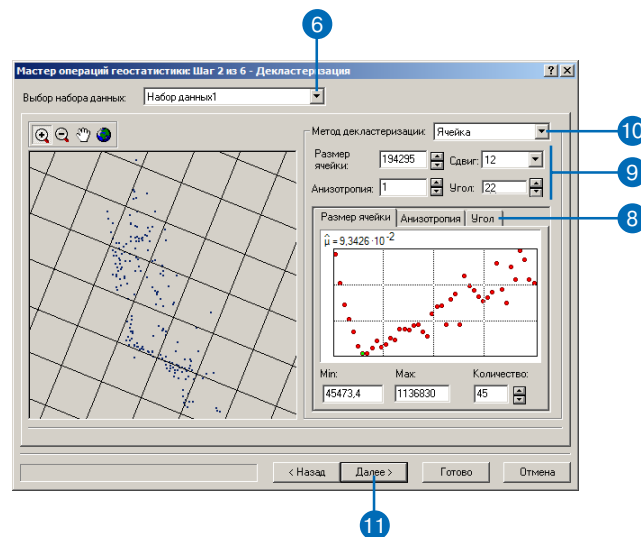 6
Мастер операций геостатистики: Шаг 2 из 6 - Декластеризация
Выбор набора данных: Набор данных1
Метод декластеризации: Ячейка
10
Размер ячейки: 194295 Сдвиг: 12
9
Анизотропия: 1 Угол: 22
Размер ячейки Анизотропия Угол
8
μ̂ = 9,3426 ·10⁻²
Min: Max: Количество:
45473,4 1136830 45
< Назад Далее > Готово Отмена
11